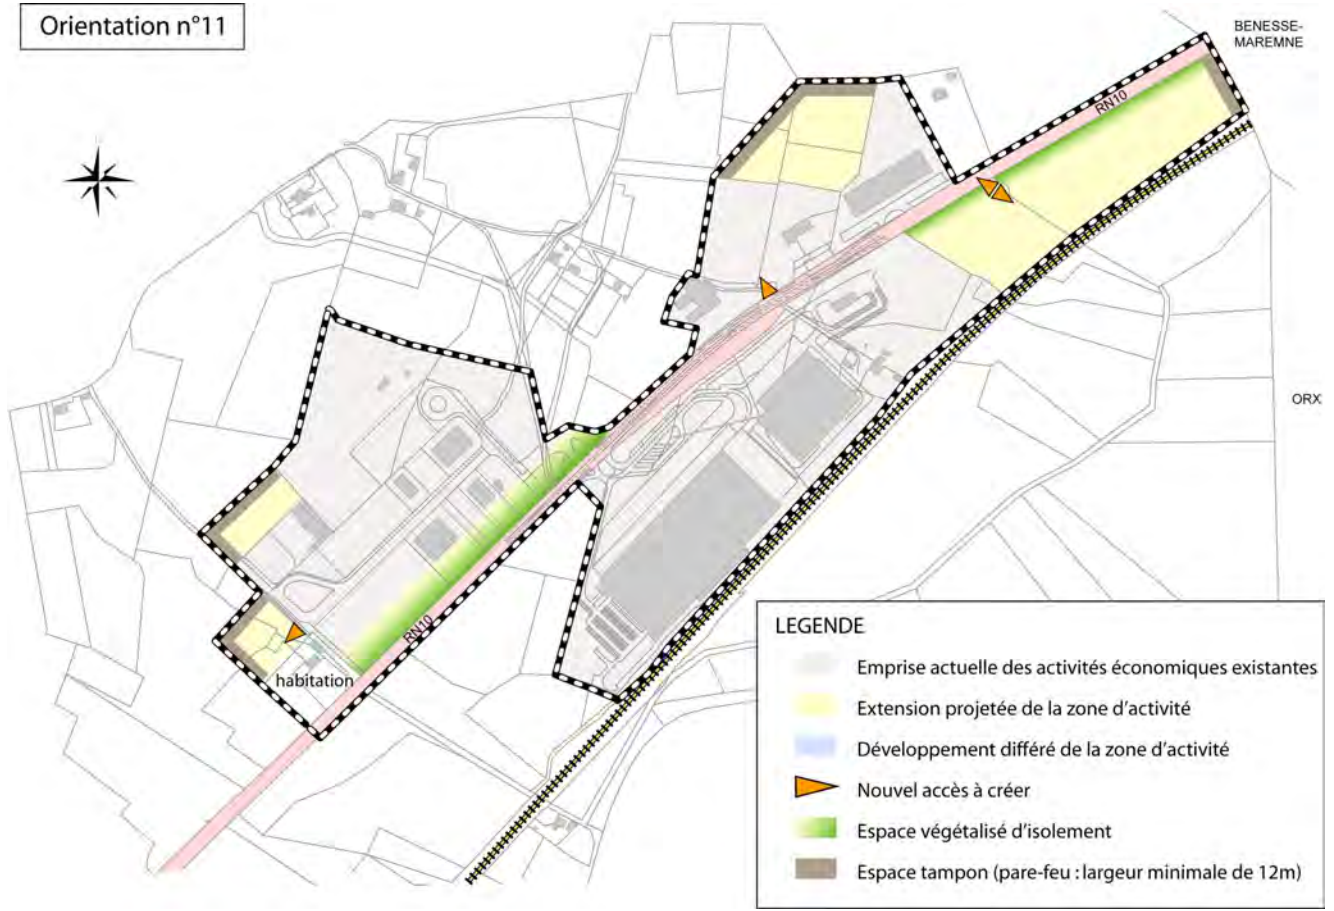 Orientation n°11
BENESSE-
MAREMNE
RN10
ORX
RN10
habitation
LEGENDE
Emprise actuelle des activités économiques existantes
Extension projetée de la zone d'activité
Développement différé de la zone d'activité
Nouvel accès à créer
Espace végétalisé d'isolement
Espace tampon (pare-feu : largeur minimale de 12m)